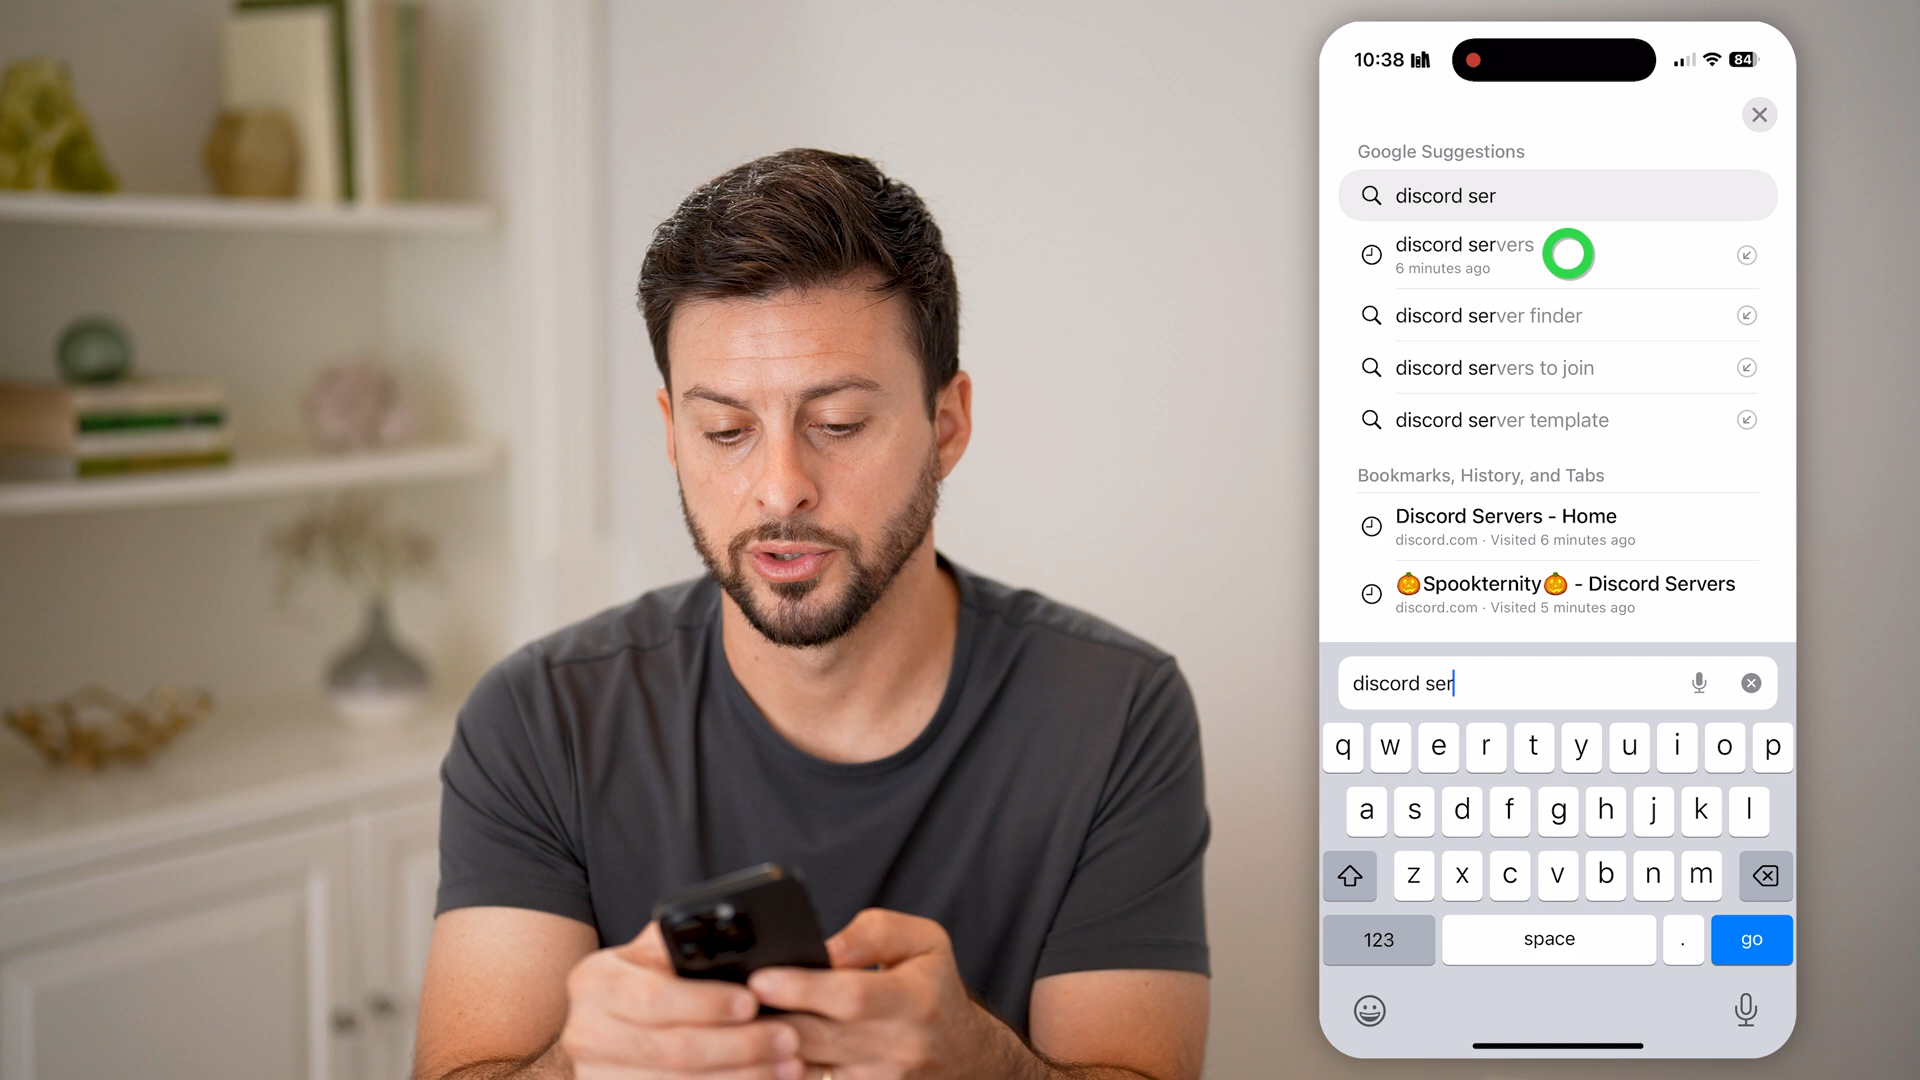 10:38
84
Google Suggestions
discord ser
discord servers
6 minutes ago
discord server finder
discord servers to join
discord server template
Bookmarks, History, and Tabs
Discord Servers - Home
discord.com · Visited 6 minutes ago
🎃Spookternity🎃 - Discord Servers
discord.com · Visited 5 minutes ago
discord ser
q w e r t y u i o p
a s d f g h j k l
z x c v b n m
123 space . go